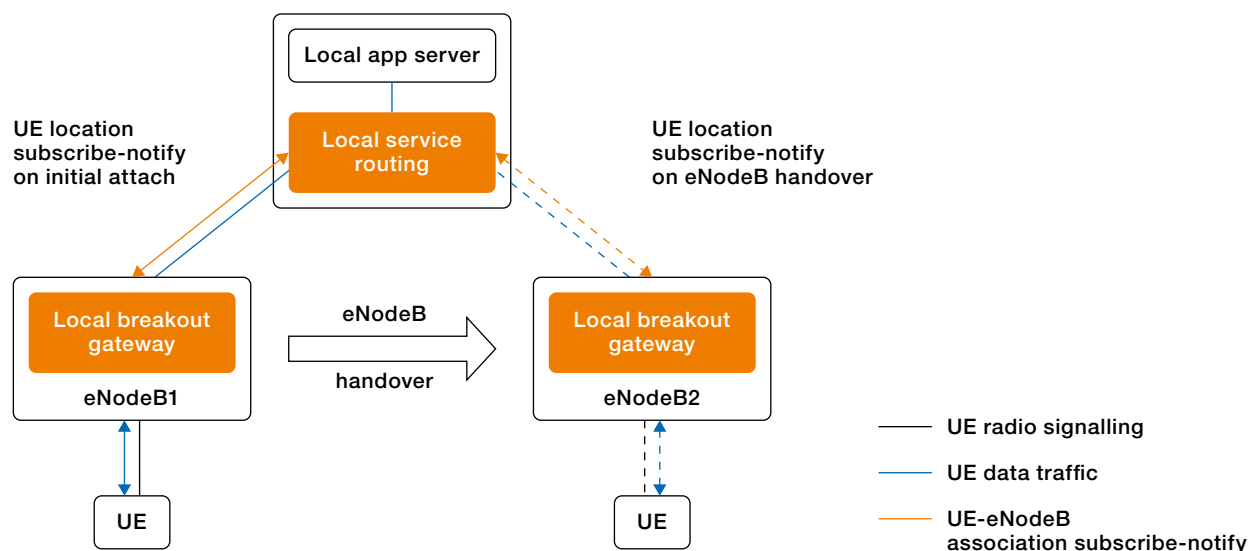 Local app server
Local service
routing
UE location
subscribe-notify
on initial attach
UE location
subscribe-notify
on eNodeB handover
Local breakout
gateway
eNodeB1
eNodeB
handover
Local breakout
gateway
eNodeB2
UE
UE
UE radio signalling
UE data traffic
UE-eNodeB
association subscribe-notify